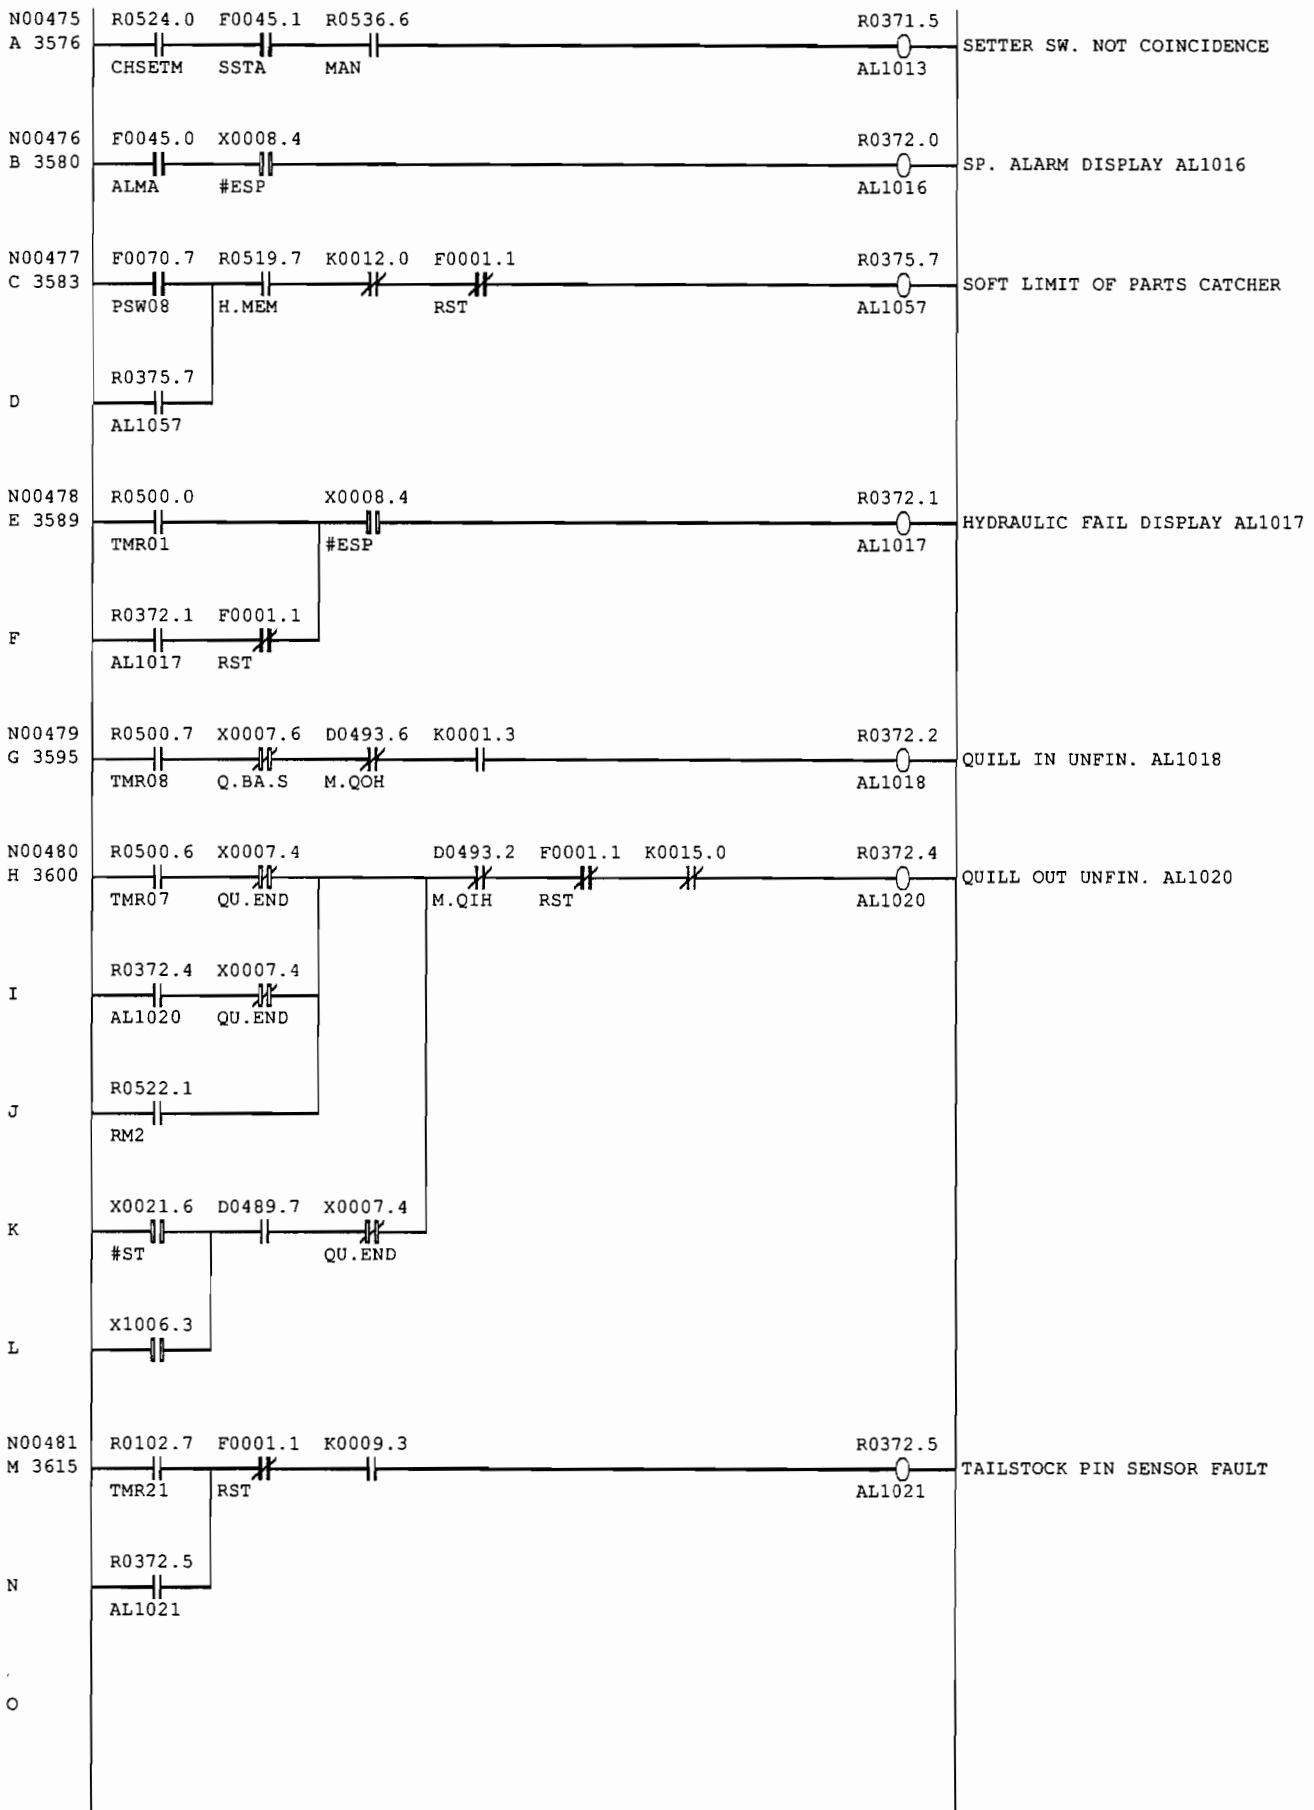 N00475 R0524.0 F0045.1 R0536.6 R0371.5
A 3576 SETTER SW. NOT COINCIDENCE
CHSETM SSTA MAN AL1013
N00476 F0045.0 X0008.4 R0372.0
B 3580 SP. ALARM DISPLAY AL1016
ALMA #ESP AL1016
N00477 F0070.7 R0519.7 K0012.0 F0001.1 R0375.7
C 3583 SOFT LIMIT OF PARTS CATCHER
PSW08 H.MEM RST AL1057
R0375.7
D
AL1057
N00478 R0500.0 X0008.4 R0372.1
E 3589 HYDRAULIC FAIL DISPLAY AL1017
TMR01 #ESP AL1017
R0372.1 F0001.1
F
AL1017 RST
N00479 R0500.7 X0007.6 D0493.6 K0001.3 R0372.2
G 3595 QUILL IN UNFIN. AL1018
TMR08 Q.BA.S M.QOH AL1018
N00480 R0500.6 X0007.4 D0493.2 F0001.1 K0015.0 R0372.4
H 3600 QUILL OUT UNFIN. AL1020
TMR07 QU.END M.QIH RST AL1020
R0372.4 X0007.4
I
AL1020 QU.END
R0522.1
J
RM2
X0021.6 D0489.7 X0007.4
K
#ST QU.END
X1006.3
L
N00481 R0102.7 F0001.1 K0009.3 R0372.5
M 3615 TAILSTOCK PIN SENSOR FAULT
TMR21 RST AL1021
R0372.5
N
AL1021
O